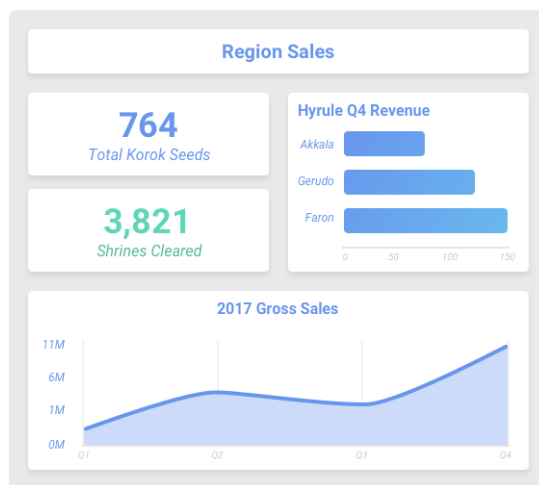 Region Sales
764
Total Korok Seeds
3,821
Shrines Cleared
Hyrule Q4 Revenue
Akkala
Gerudo
Faron
0 50 100 150
2017 Gross Sales
11M
6M
1M
0M
Q1 Q2 Q3 Q4